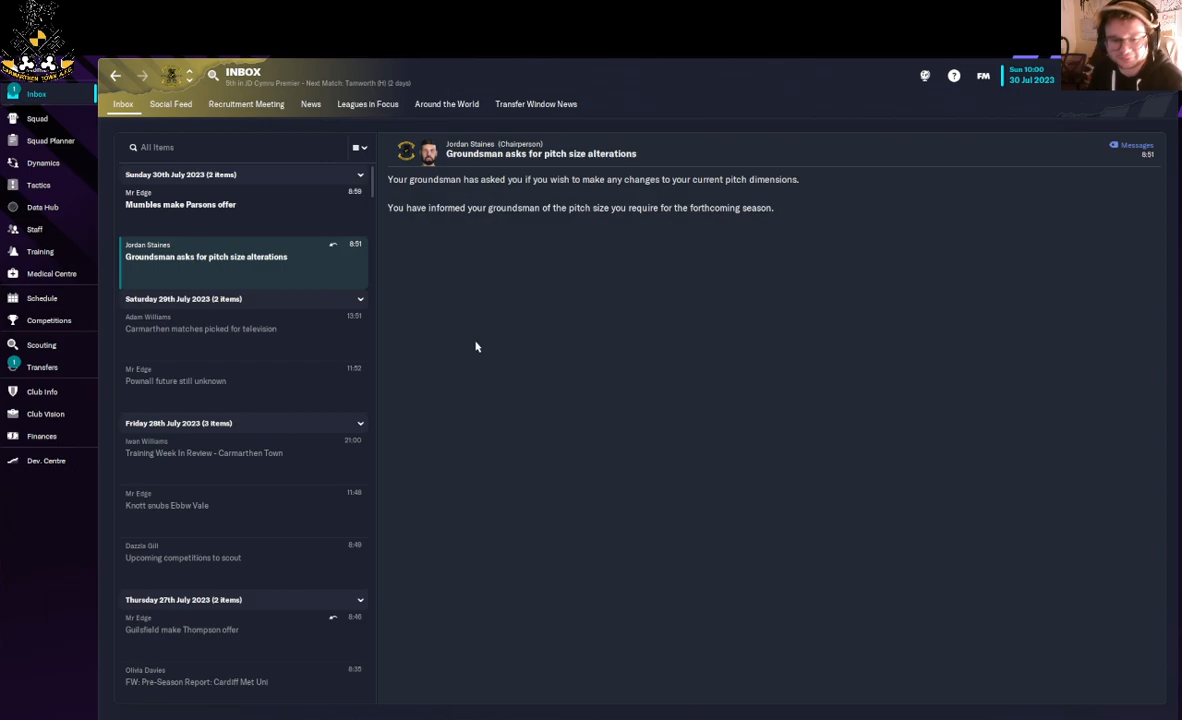 CARMARTHEN TOWN A.F.C.
INBOX
5th in JD Cymru Premier - Next Match: Tamworth (H) (2 days)
FM
Sun 10:00
30 Jul 2023
1
Inbox
Squad
Squad Planner
Dynamics
Tactics
Data Hub
Staff
Training
Medical Centre
Schedule
Competitions
Scouting
1
Transfers
Club Info
Club Vision
Finances
Dev. Centre
Inbox Social Feed Recruitment Meeting News Leagues in Focus Around the World Transfer Window News
All Items
Sunday 30th July 2023 (2 items)
Mr Edge 8:59
Mumbles make Parsons offer
Jordan Staines 8:51
Groundsman asks for pitch size alterations
Saturday 29th July 2023 (2 items)
Adam Williams 13:51
Carmarthen matches picked for television
Mr Edge 11:52
Pownall future still unknown
Friday 28th July 2023 (3 items)
Iwan Williams 21:00
Training Week In Review - Carmarthen Town
Mr Edge 11:48
Knott snubs Ebbw Vale
Dazzla Gill 8:49
Upcoming competitions to scout
Thursday 27th July 2023 (2 items)
Mr Edge 8:46
Guilsfield make Thompson offer
Olivia Davies 8:35
FW: Pre-Season Report: Cardiff Met Uni
Jordan Staines (Chairperson)
Groundsman asks for pitch size alterations
Messages
8:51
Your groundsman has asked you if you wish to make any changes to your current pitch dimensions.
You have informed your groundsman of the pitch size you require for the forthcoming season.